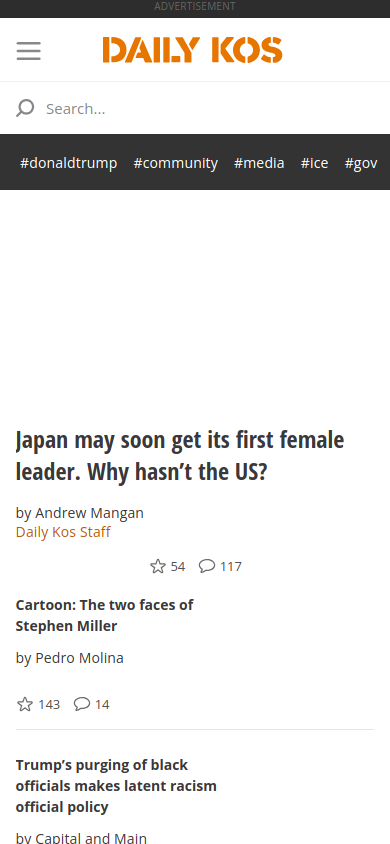 ADVERTISEMENT
DAILY KOS
Search...
#donaldtrump #community #media #ice #gov
Japan may soon get its first female
leader. Why hasn’t the US?
by Andrew Mangan
Daily Kos Staff
54 117
Cartoon: The two faces of
Stephen Miller
by Pedro Molina
143 14
Trump’s purging of black
officials makes latent racism
official policy
by Capital and Main